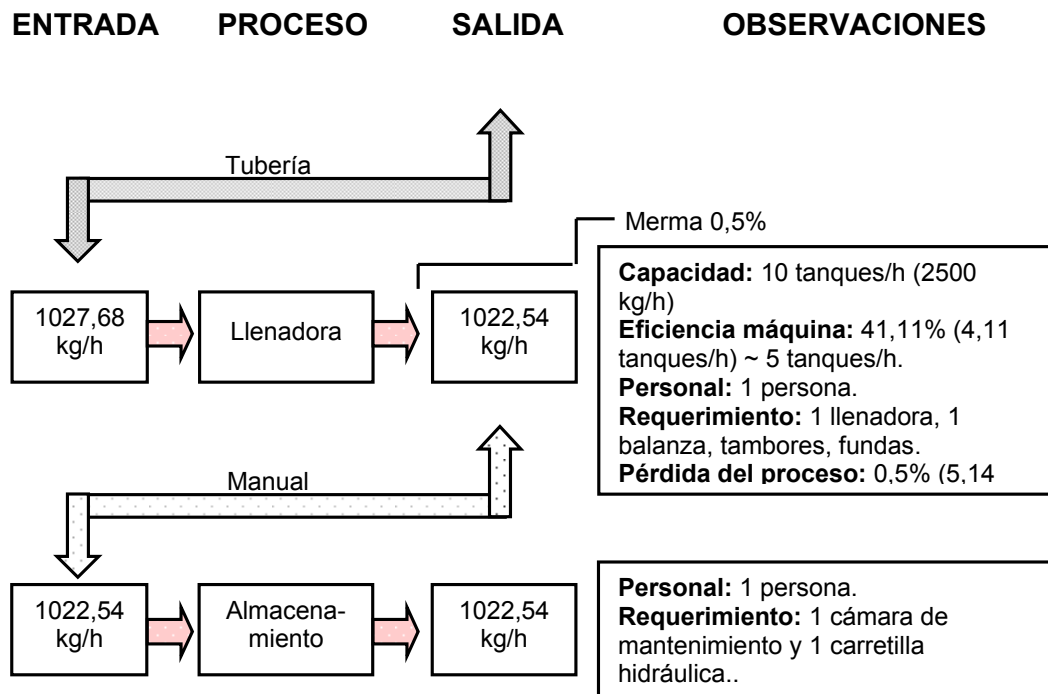 ENTRADA PROCESO SALIDA OBSERVACIONES
Tubería
Merma 0,5%
1027,68
kg/h
Llenadora
1022,54
kg/h
Capacidad: 10 tanques/h (2500
kg/h)
Eficiencia máquina: 41,11% (4,11
tanques/h) ~ 5 tanques/h.
Personal: 1 persona.
Requerimiento: 1 llenadora, 1
balanza, tambores, fundas.
Pérdida del proceso: 0,5% (5,14
Manual
1022,54
kg/h
Almacena-
miento
1022,54
kg/h
Personal: 1 persona.
Requerimiento: 1 cámara de
mantenimiento y 1 carretilla
hidráulica..